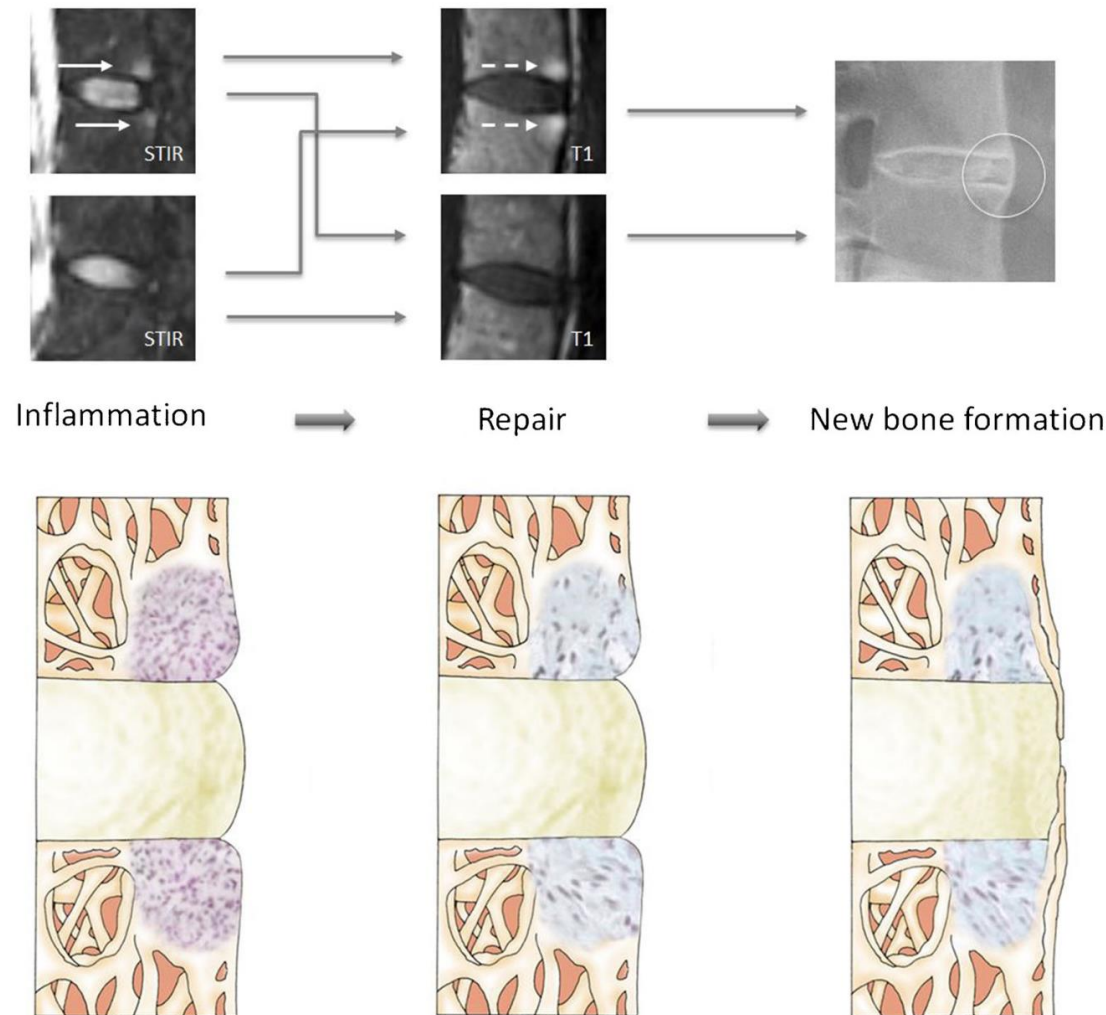 STIR
T1
STIR
T1
Inflammation
Repair
New bone formation